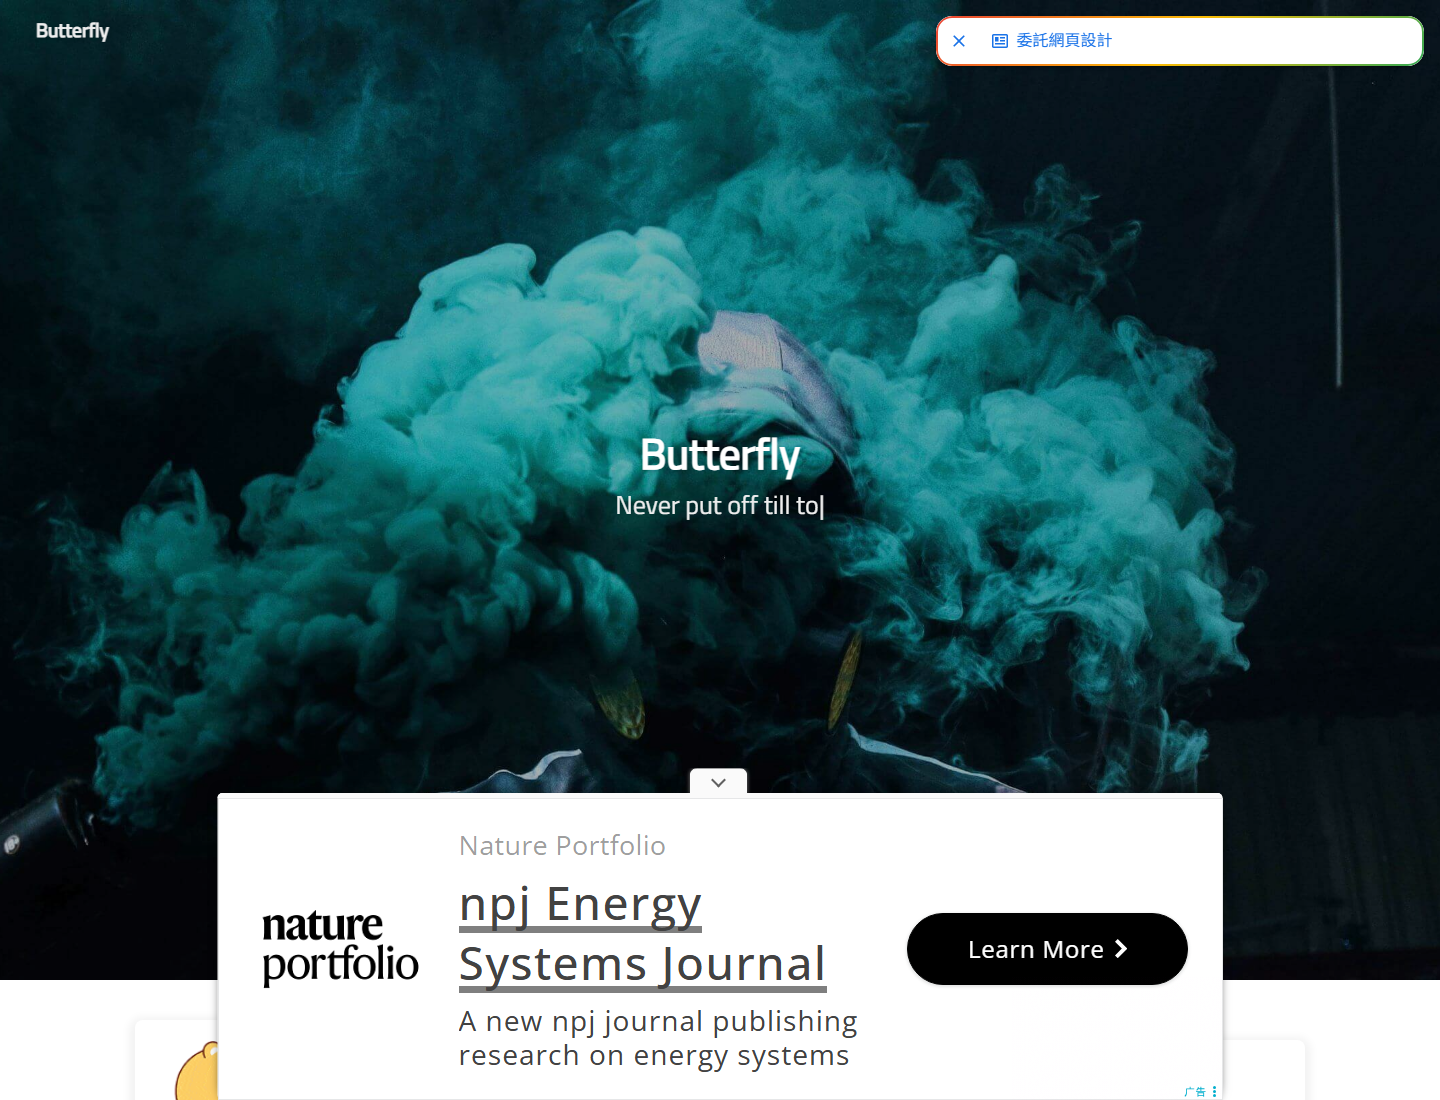 Butterfly
委託網頁設計
Butterfly
Never put off till to|
Nature Portfolio
nature
portfolio
npj Energy
Systems Journal
A new npj journal publishing
research on energy systems
Learn More
广告